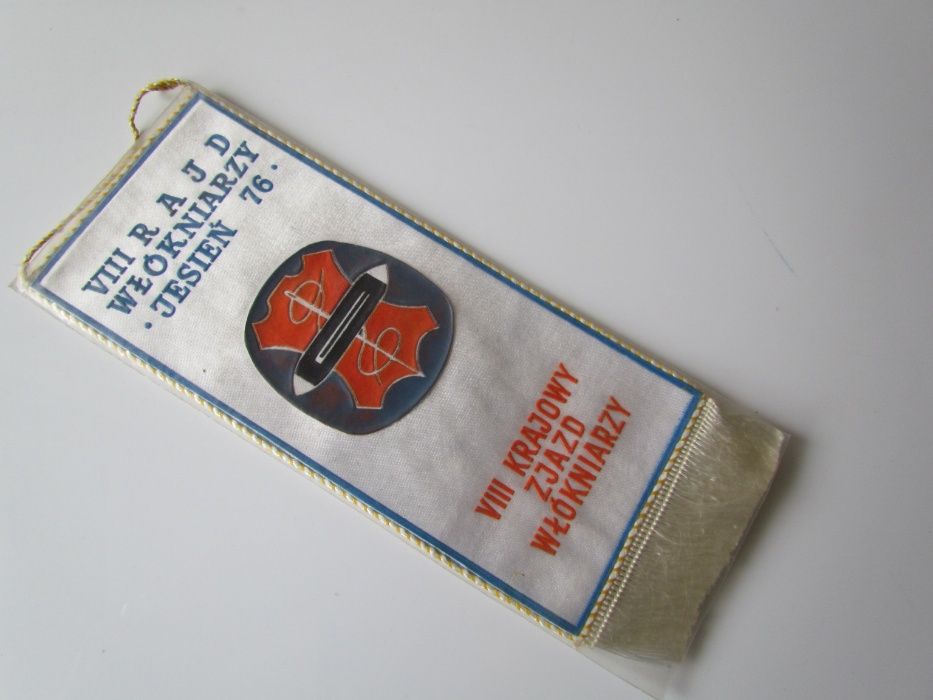 VIII RAJD
WŁÓKNIARZY
· JESIEŃ 76 ·
VIII KRAJOWY
ZJAZD
WŁÓKNIARZY